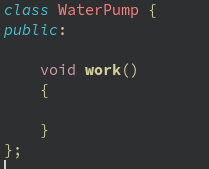 class WaterPump {
public:
    void work()
    {
    }
};